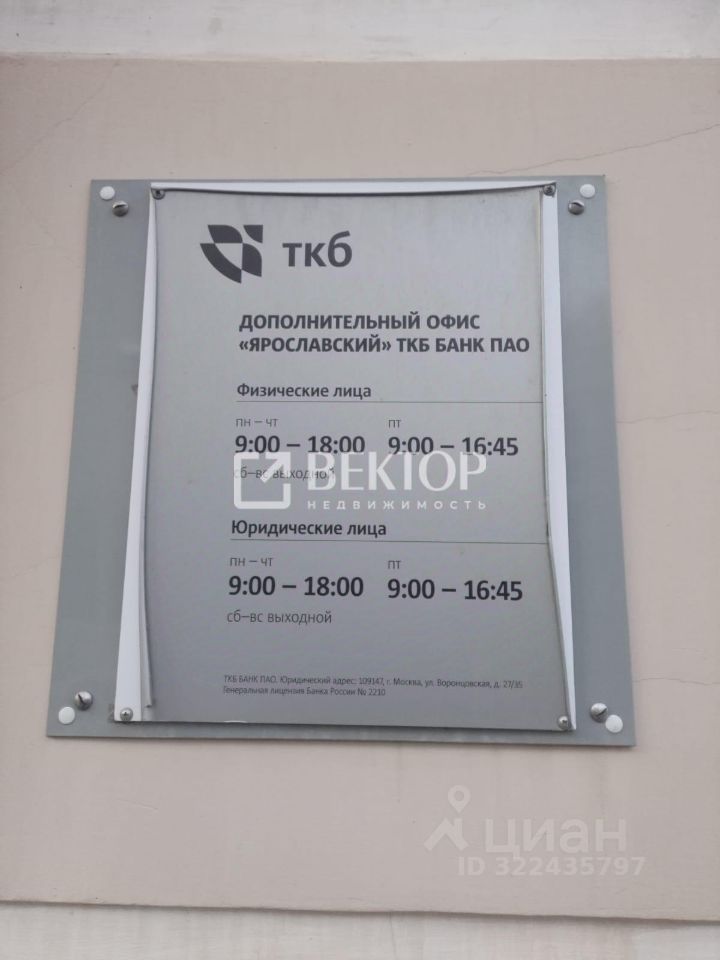 ткб
ДОПОЛНИТЕЛЬНЫЙ ОФИС
«ЯРОСЛАВСКИЙ» ТКБ БАНК ПАО
Физические лица
пн – чт пт
9:00 – 18:00 9:00 – 16:45
сб–вс выходной
ВЕКТОР
НЕДВИЖИМОСТЬ
Юридические лица
пн – чт пт
9:00 – 18:00 9:00 – 16:45
сб–вс выходной
ТКБ БАНК ПАО. Юридический адрес: 109147, г. Москва, ул. Воронцовская, д. 27/35
Генеральная лицензия Банка России № 2210
циан
ID 322435797